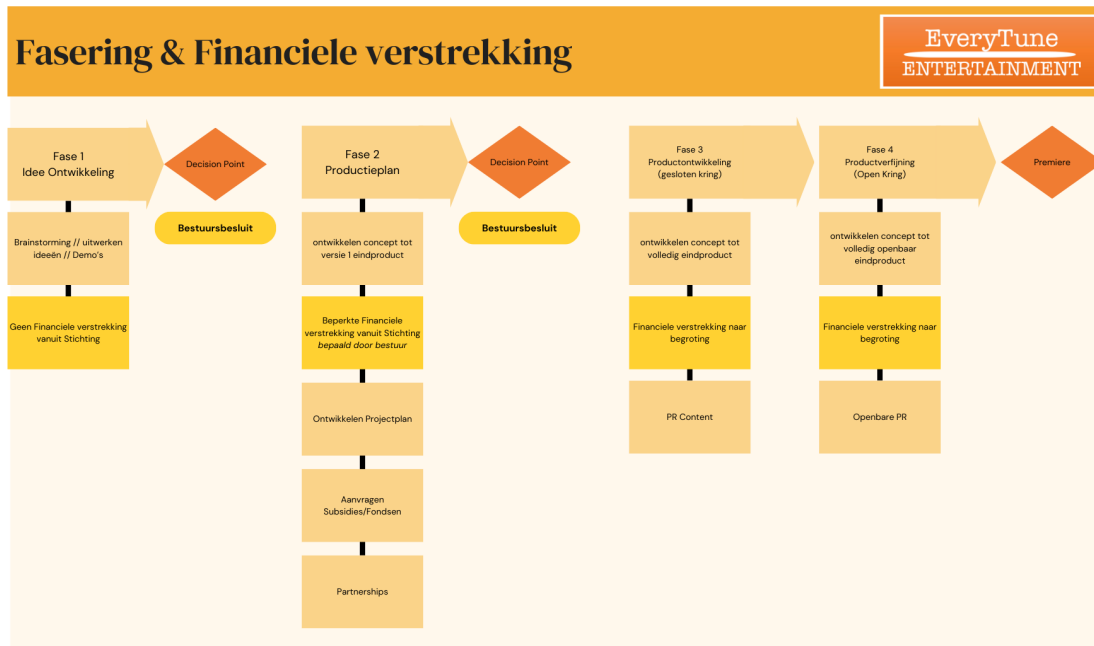 Fasering & Financiele verstrekking
EveryTune
ENTERTAINMENT
Fase 1
Idee Ontwikkeling
Decision Point
Bestuursbesluit
Brainstorming // uitwerken
ideeën // Demo's
Geen Financiele verstrekking
vanuit Stichting
Fase 2
Productieplan
Decision Point
Bestuursbesluit
ontwikkelen concept tot
versie 1 eindproduct
Beperkte Financiele
verstrekking vanuit Stichting
bepaald door bestuur
Ontwikkelen Projectplan
Aanvragen
Subsidies/Fondsen
Partnerships
Fase 3
Productontwikkeling
(gesloten kring)
ontwikkelen concept tot
volledig eindproduct
Financiele verstrekking naar
begroting
PR Content
Fase 4
Productverfijning
(Open Kring)
ontwikkelen concept tot
volledig openbaar
eindproduct
Financiele verstrekking naar
begroting
Openbare PR
Premiere